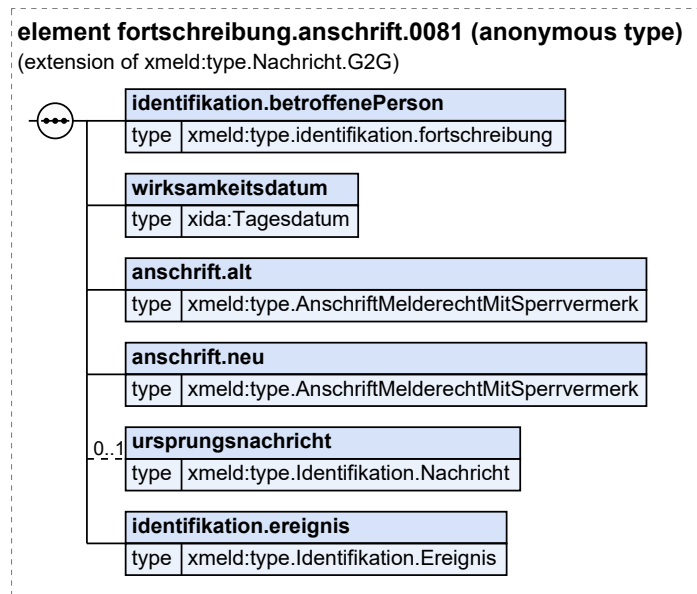 element fortschreibung.anschrift.0081 (anonymous type)
(extension of xmeld:type.Nachricht.G2G)
identifikation.betroffenePerson
type xmeld:type.identifikation.fortschreibung
wirksamkeitsdatum
type xida:Tagesdatum
anschrift.alt
type xmeld:type.AnschriftMelderechtMitSperrvermerk
anschrift.neu
type xmeld:type.AnschriftMelderechtMitSperrvermerk
0..1 ursprungsnachricht
type xmeld:type.Identifikation.Nachricht
identifikation.ereignis
type xmeld:type.Identifikation.Ereignis